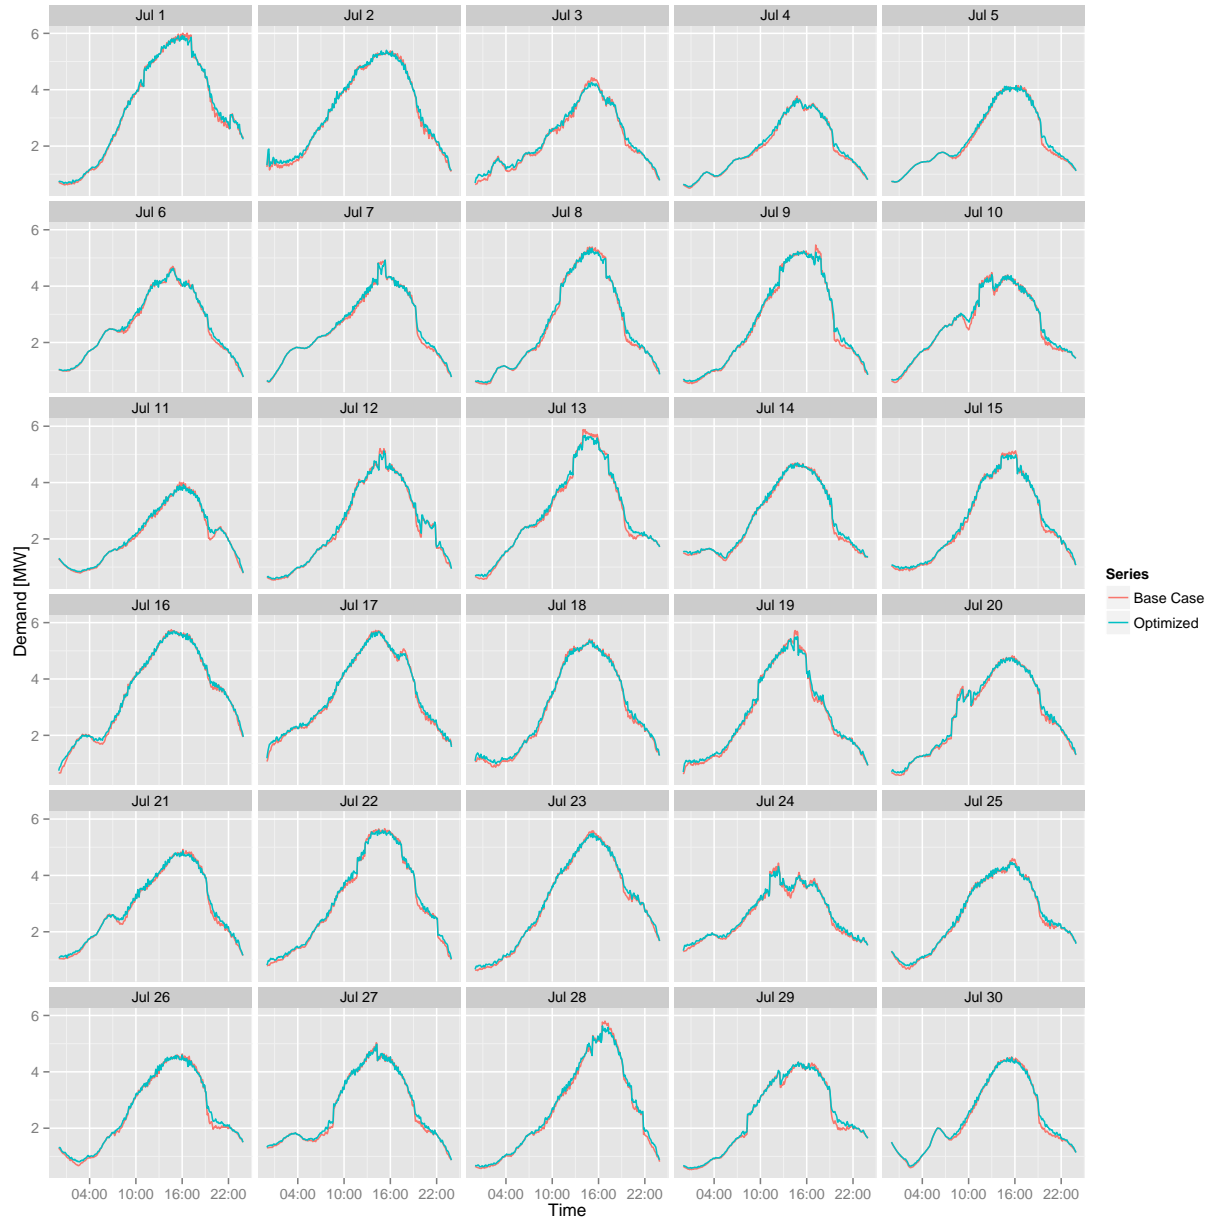 Jul 1 Jul 2 Jul 3 Jul 4 Jul 5
6
4
2
Jul 6 Jul 7 Jul 8 Jul 9 Jul 10
6
4
2
Jul 11 Jul 12 Jul 13 Jul 14 Jul 15
6
4
2
Demand [MW]
Series
Base Case
Optimized
Jul 16 Jul 17 Jul 18 Jul 19 Jul 20
6
4
2
Jul 21 Jul 22 Jul 23 Jul 24 Jul 25
6
4
2
Jul 26 Jul 27 Jul 28 Jul 29 Jul 30
6
4
2
04:00 10:00 16:00 22:00 04:00 10:00 16:00 22:00 04:00 10:00 16:00 22:00 04:00 10:00 16:00 22:00 04:00 10:00 16:00 22:00
Time